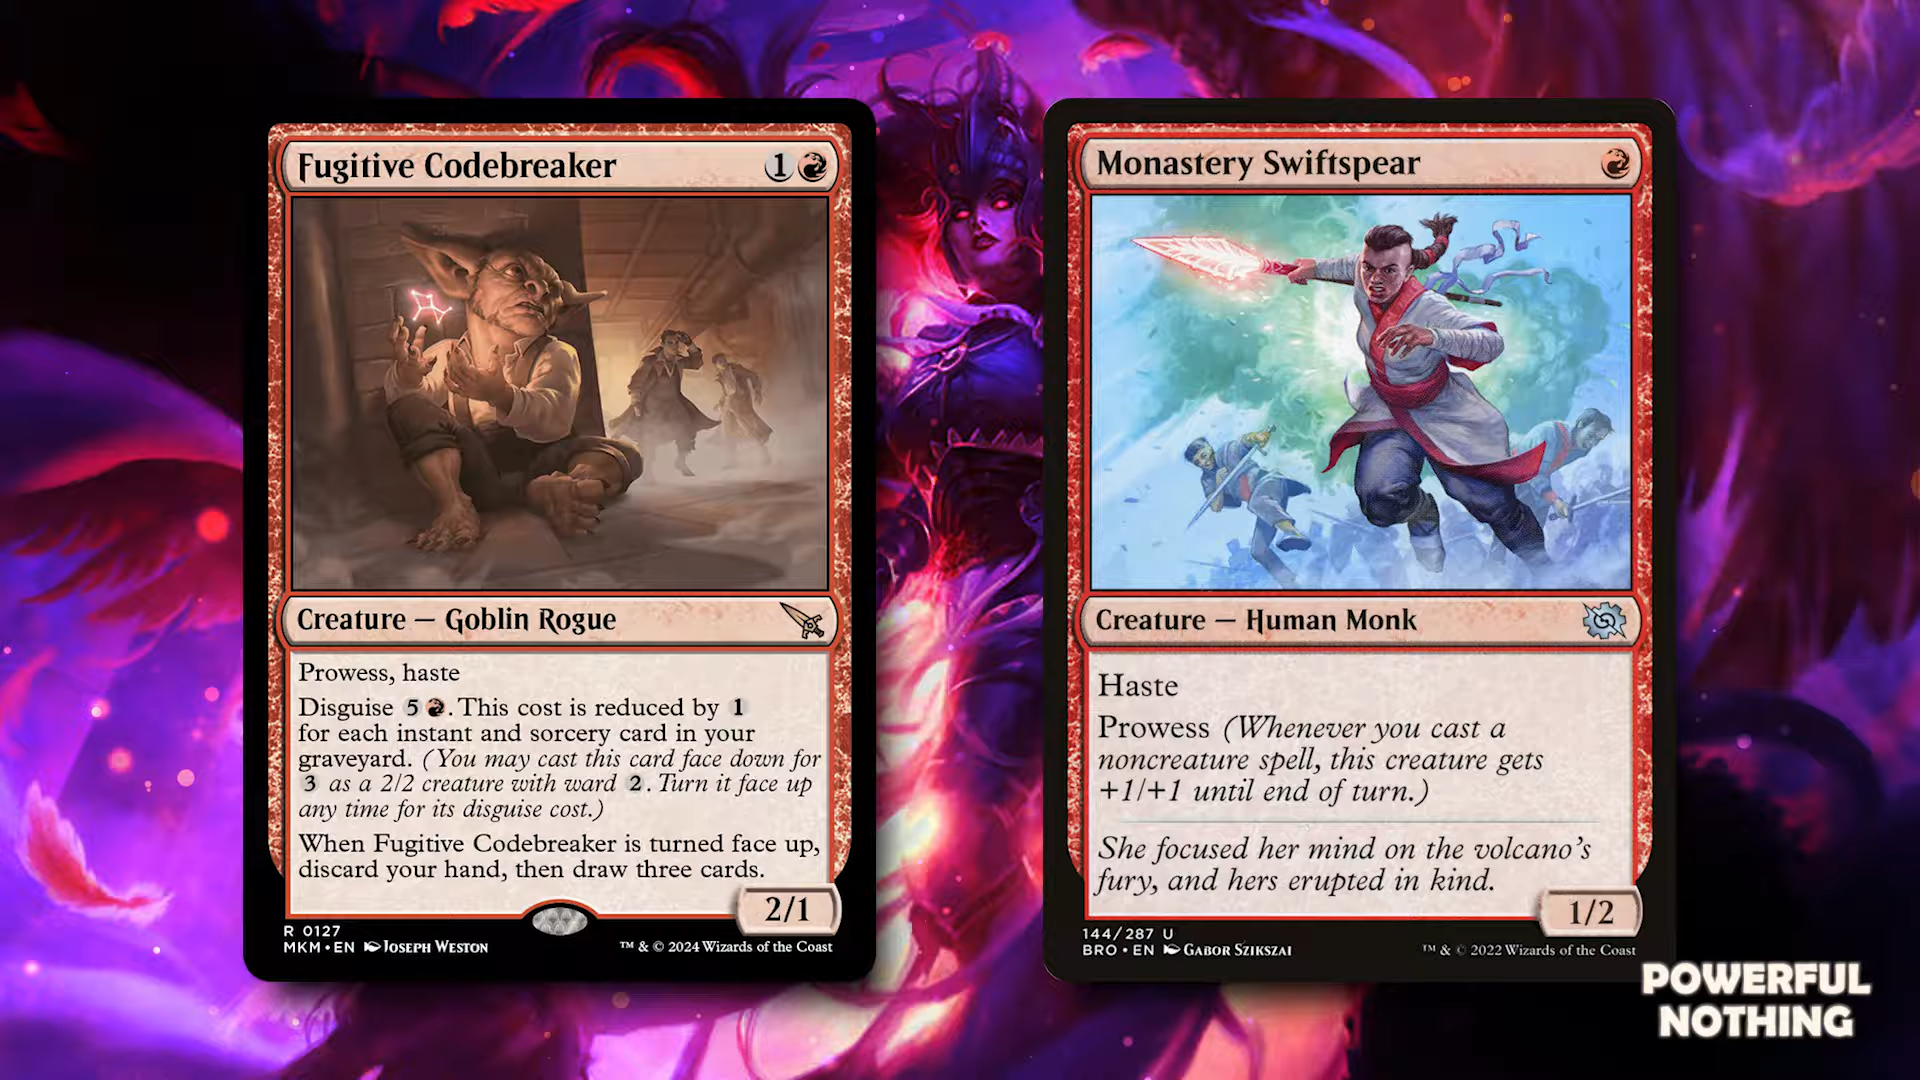 Fugitive Codebreaker 1
Creature — Goblin Rogue
Prowess, haste
Disguise 5 . This cost is reduced by 1
for each instant and sorcery card in your
graveyard. (You may cast this card face down for
3 as a 2/2 creature with ward 2. Turn it face up
any time for its disguise cost.)
When Fugitive Codebreaker is turned face up,
discard your hand, then draw three cards.
2/1
R 0127
MKM • EN JOSEPH WESTON
™ & © 2024 Wizards of the Coast
Monastery Swiftspear
Creature — Human Monk
Haste
Prowess (Whenever you cast a
noncreature spell, this creature gets
+1/+1 until end of turn.)
She focused her mind on the volcano's
fury, and hers erupted in kind.
1/2
144/287 U
BRO • EN GABOR SZIKSZAI
™ & © 2022 Wizards of the Coast
POWERFUL
NOTHING